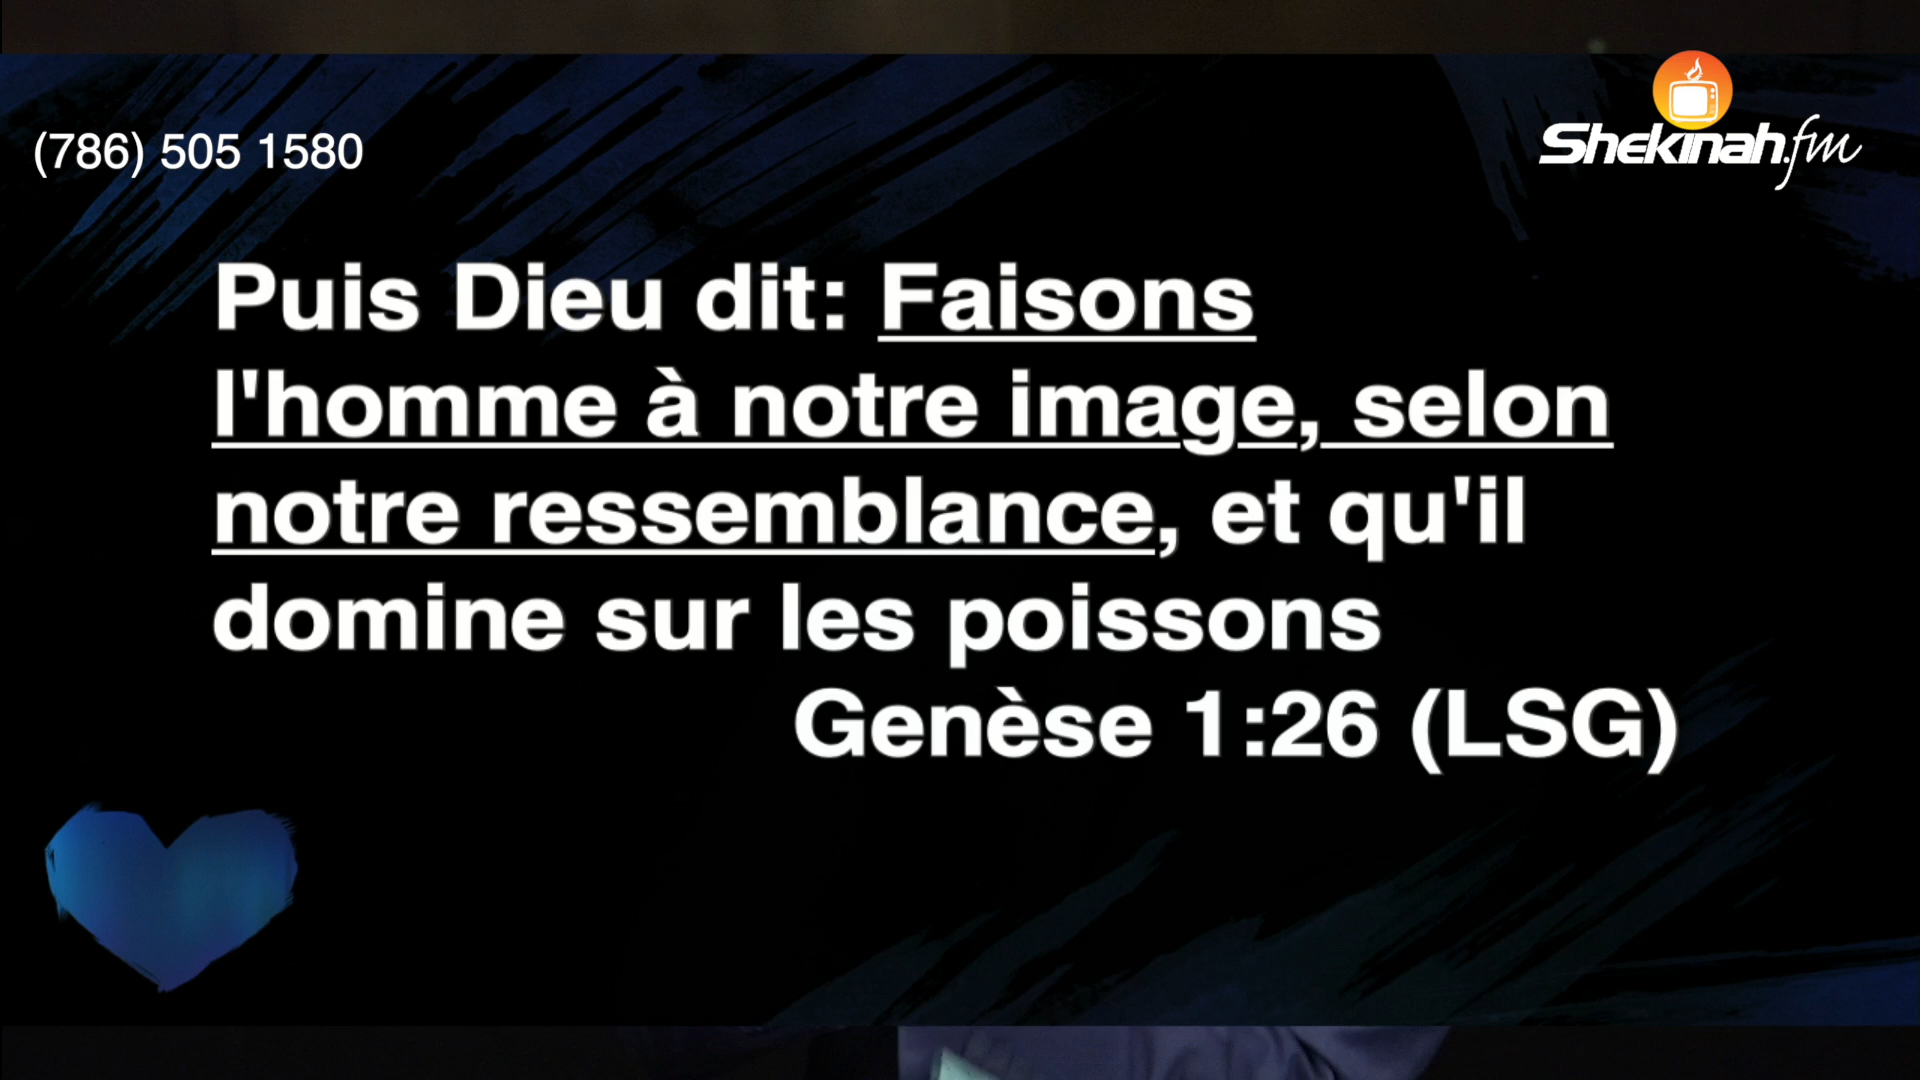 (786) 505 1580
Shekinah.fm
Puis Dieu dit: Faisons
l'homme à notre image, selon
notre ressemblance, et qu'il
domine sur les poissons
Genèse 1:26 (LSG)